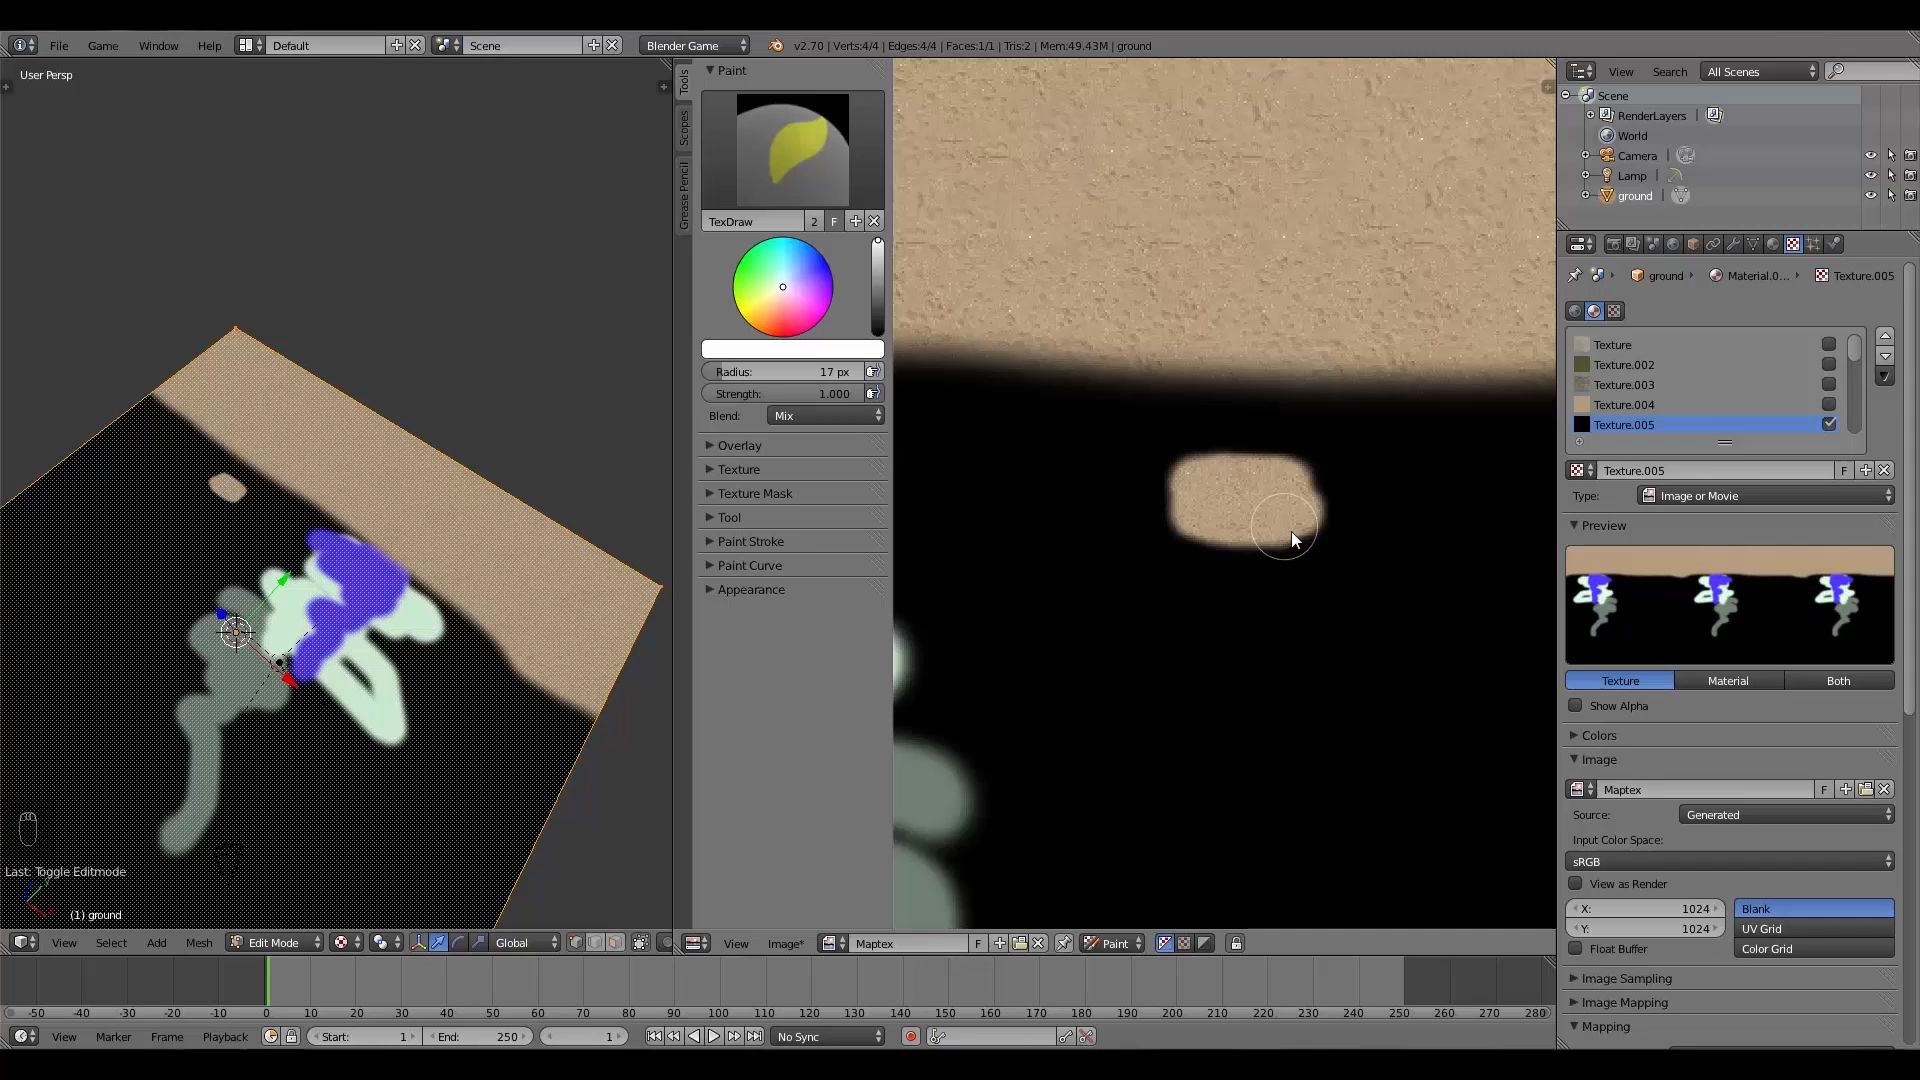 File Game Window Help Default Scene Blender Game v2.70 | Verts:4/4 | Edges:4/4 | Faces:1/1 | Tris:2 | Mem:49.43M | ground
User Persp
Tools
Scopes
Grease Pencil
Paint
TexDraw 2 F
Radius: 17 px
Strength: 1.000
Blend: Mix
Overlay
Texture
Texture Mask
Tool
Paint Stroke
Paint Curve
Appearance
View Search All Scenes
Scene
RenderLayers |
World
Camera |
Lamp |
ground |
ground Material.0... Texture.005
Texture
Texture.002
Texture.003
Texture.004
Texture.005
Texture.005 F
Type: Image or Movie
Preview
Texture Material Both
Show Alpha
Colors
Image
Maptex F
Source: Generated
Input Color Space:
sRGB
View as Render
X: 1024 Blank
Y: 1024 UV Grid
Float Buffer Color Grid
Image Sampling
Image Mapping
Mapping
Last: Toggle Editmode
(1) ground
View Select Add Mesh Edit Mode Global
View Image* Maptex F Paint
-50 -40 -30 -20 -10 0 10 20 30 40 50 60 70 80 90 100 110 120 130 140 150 160 170 180 190 200 210 220 230 240 250 260 270 280
View Marker Frame Playback Start: 1 End: 250 1 No Sync